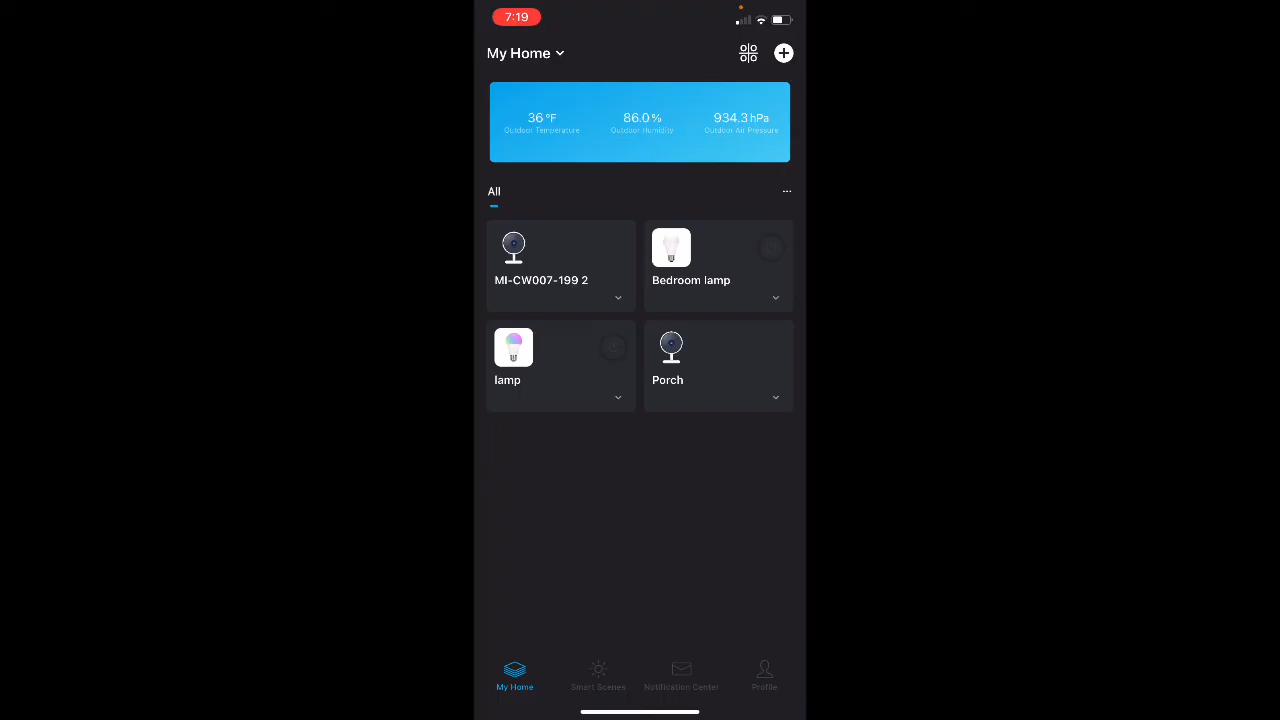 7:19
My Home
36 °F
86.0 %
934.3 hPa
Outdoor Temperature
Outdoor Humidity
Outdoor Air Pressure
All
MI-CW007-199 2
Bedroom lamp
lamp
Porch
My Home
Smart Scenes
Notification Center
Profile